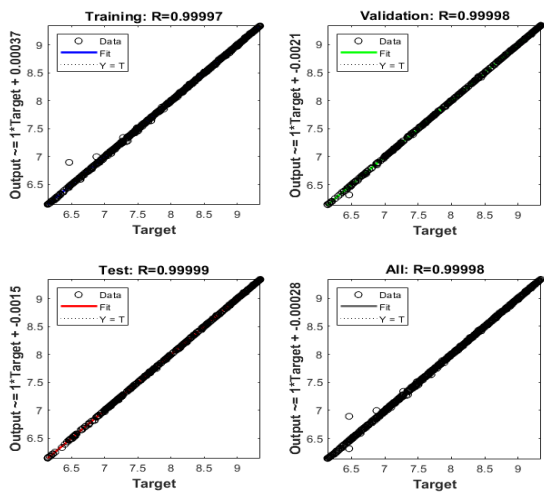 Training: R=0.99997
Output ~= 1*Target + 0.00037
Data
Fit
Y = T
9
8.5
8
7.5
7
6.5
6.5 7 7.5 8 8.5 9
Target
Validation: R=0.99998
Output ~= 1*Target + -0.0021
Data
Fit
Y = T
9
8.5
8
7.5
7
6.5
6.5 7 7.5 8 8.5 9
Target
Test: R=0.99999
Output ~= 1*Target + -0.0015
Data
Fit
Y = T
9
8.5
8
7.5
7
6.5
6.5 7 7.5 8 8.5 9
Target
All: R=0.99998
Output ~= 1*Target + -0.00028
Data
Fit
Y = T
9
8.5
8
7.5
7
6.5
6.5 7 7.5 8 8.5 9
Target